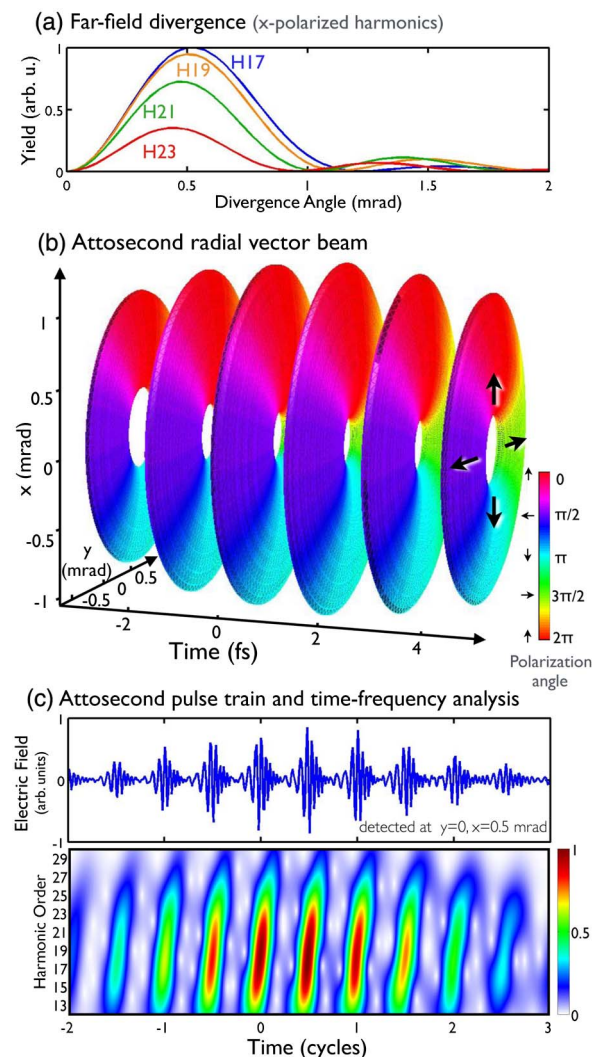 (a) Far-field divergence (x-polarized harmonics)
1
0.5
0
Yield (arb. u.)
H17
H19
H21
H23
0 0.5 1 1.5 2
Divergence Angle (mrad)
(b) Attosecond radial vector beam
1
0.5
0
-0.5
-1
x (mrad)
y
(mrad)
0.5
0
-0.5
-2 0 2 4
Time (fs)
0
π/2
π
3π/2
2π
Polarization
angle
(c) Attosecond pulse train and time-frequency analysis
1
0
-1
Electric Field
(arb. units)
detected at y=0, x=0.5 mrad
29
27
25
23
21
19
17
15
13
Harmonic Order
1
0.5
0
-2 -1 0 1 2 3
Time (cycles)